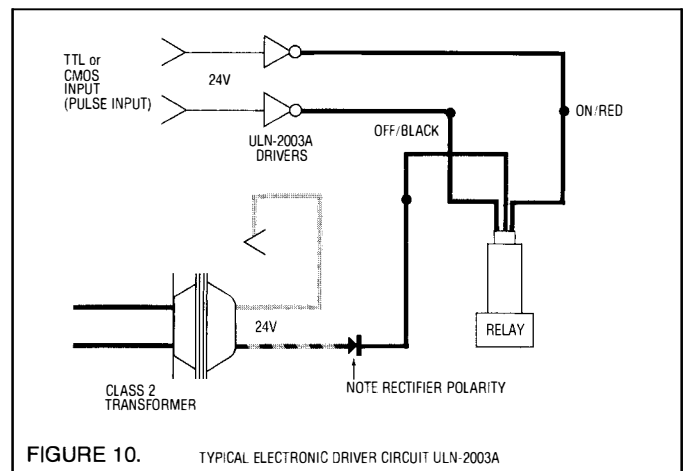 TTL or
CMOS
INPUT
(PULSE INPUT)
24V
ULN-2003A
DRIVERS
OFF/BLACK
ON/RED
24V
RELAY
CLASS 2
TRANSFORMER
NOTE RECTIFIER POLARITY
FIGURE 10. TYPICAL ELECTRONIC DRIVER CIRCUIT ULN-2003A